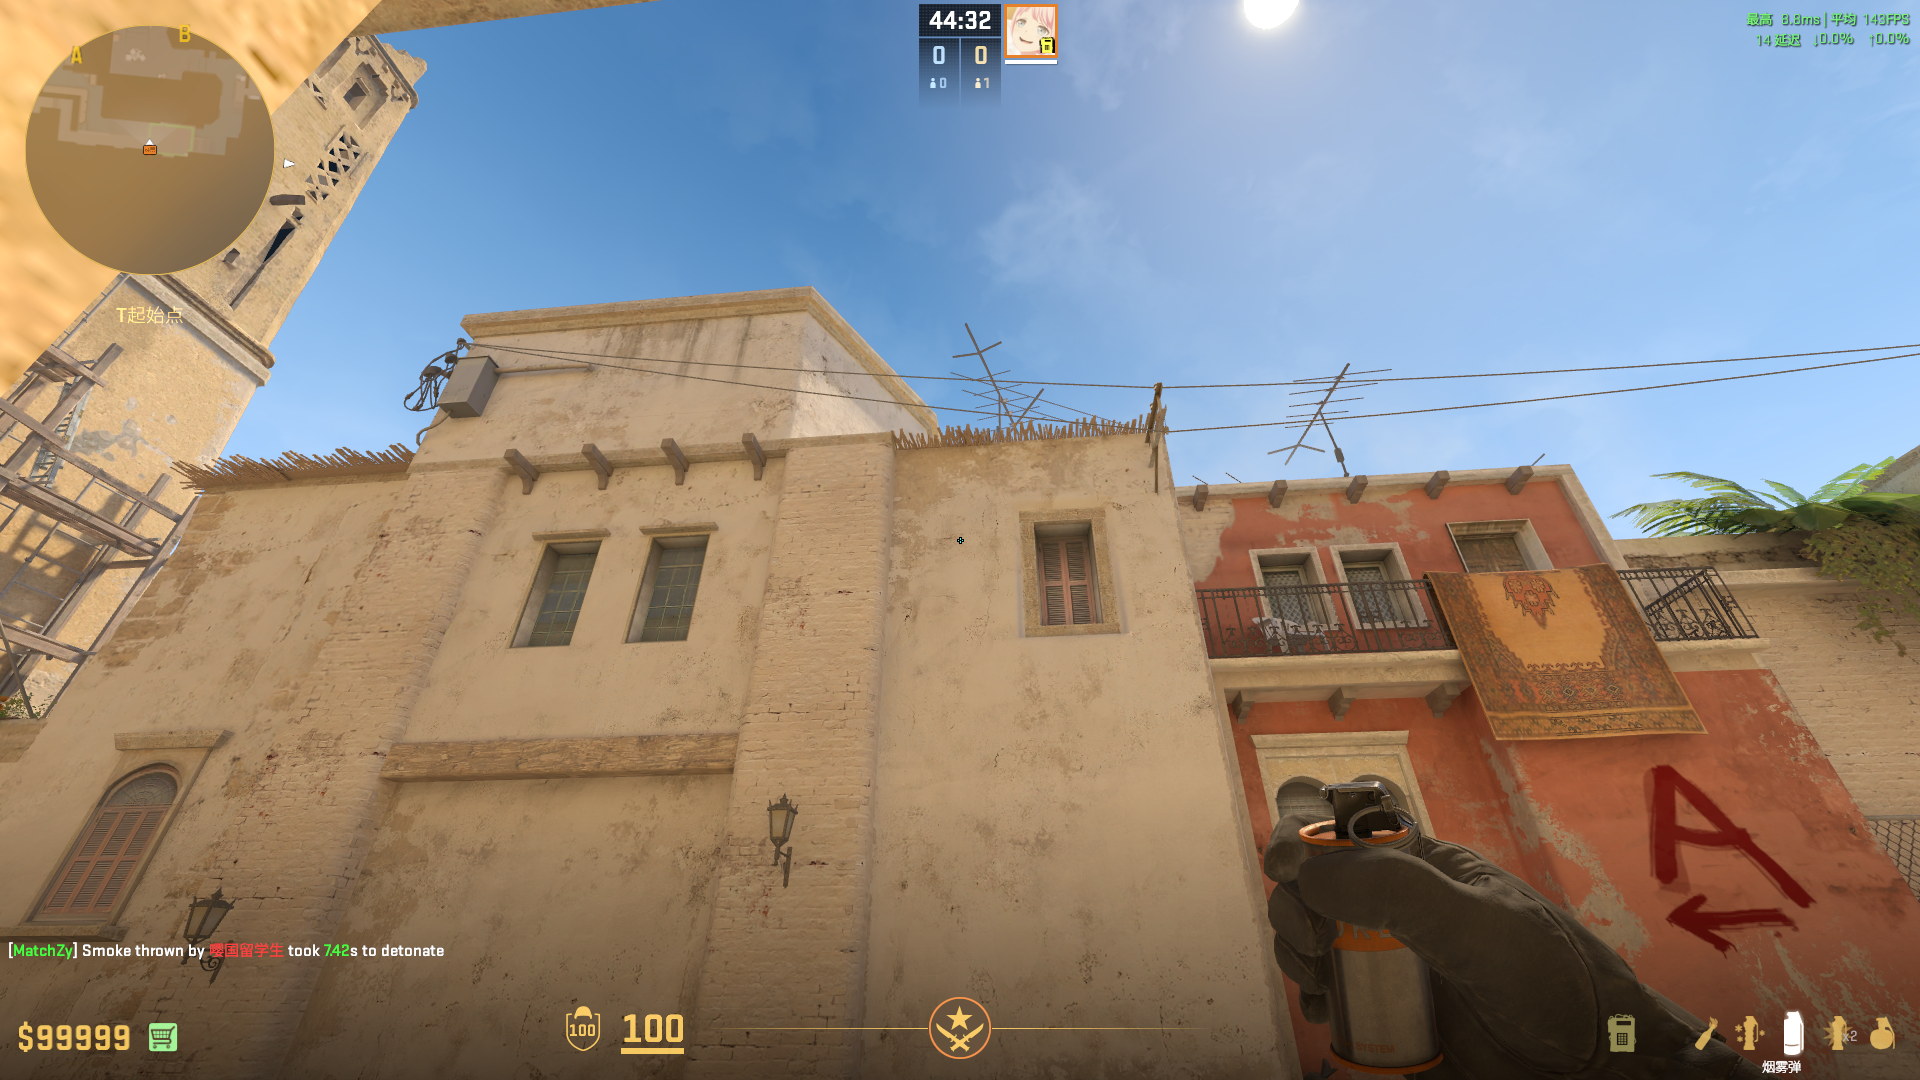 44:32
0 0
0 1
最高 8.8ms | 平均 143FPS
14 延迟 ↓0.0% ↑0.0%
A
B
T起始点
A
[MatchZy] Smoke thrown by 嘤国留学生 took 7.42s to detonate
$99999
100
100
x2
烟雾弹